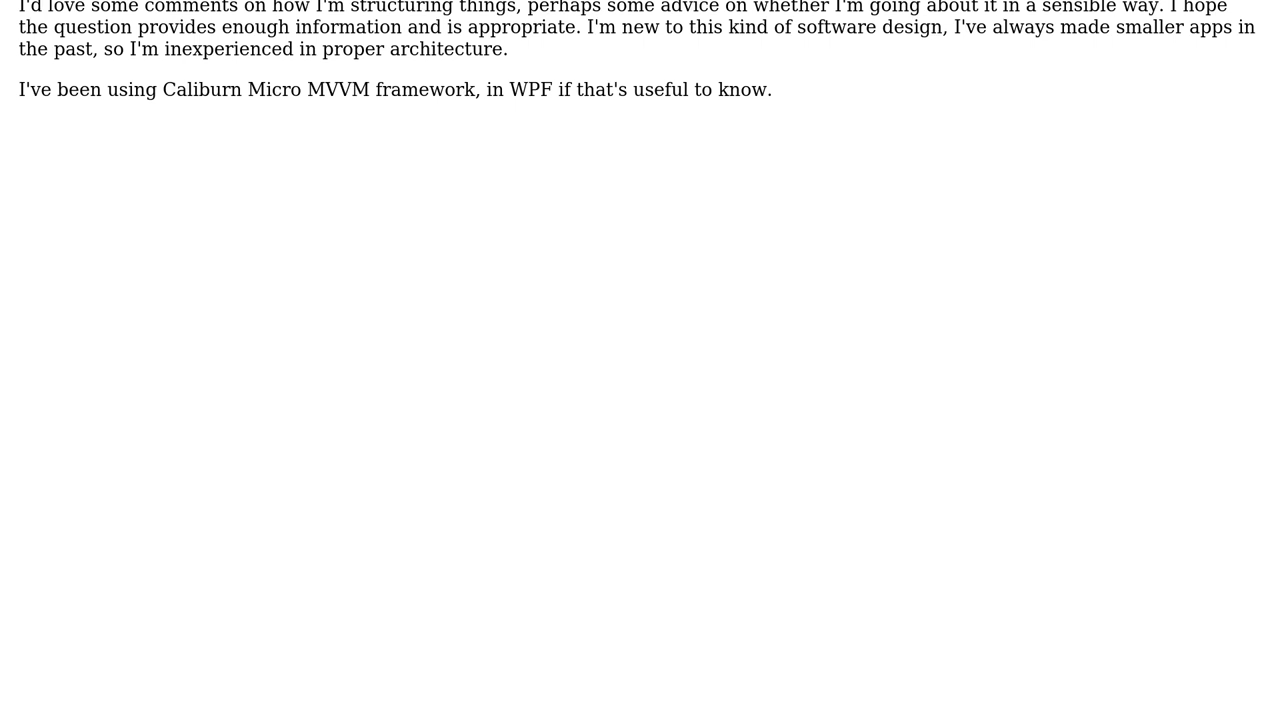 I'd love some comments on how I'm structuring things, perhaps some advice on whether I'm going about it in a sensible way. I hope
the question provides enough information and is appropriate. I'm new to this kind of software design, I've always made smaller apps in
the past, so I'm inexperienced in proper architecture.
I've been using Caliburn Micro MVVM framework, in WPF if that's useful to know.